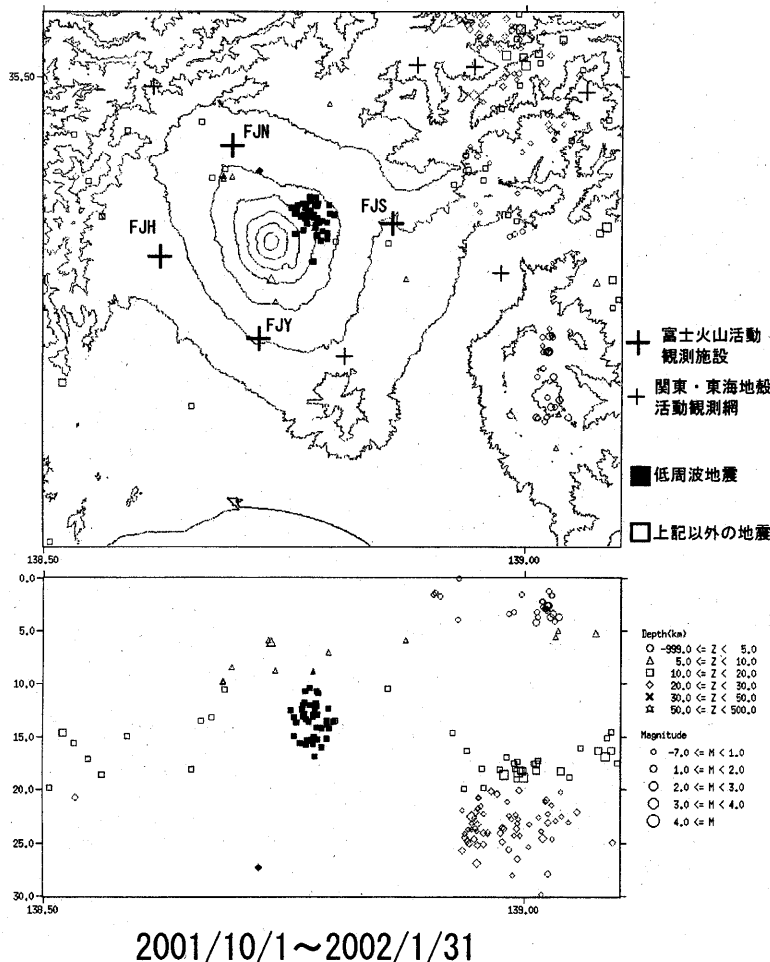 35.50
FJN
FJS
FJH
FJY
138.50
139.00
富士火山活動
観測施設
関東・東海地殻
活動観測網
低周波地震
上記以外の地震
0.0
5.0
10.0
15.0
20.0
25.0
30.0
138.50
139.00
Depth(km)
-999.0 <= Z < 5.0
5.0 <= Z < 10.0
10.0 <= Z < 20.0
20.0 <= Z < 30.0
30.0 <= Z < 50.0
50.0 <= Z < 500.0
Magnitude
-7.0 <= M < 1.0
1.0 <= M < 2.0
2.0 <= M < 3.0
3.0 <= M < 4.0
4.0 <= M
2001/10/1～2002/1/31